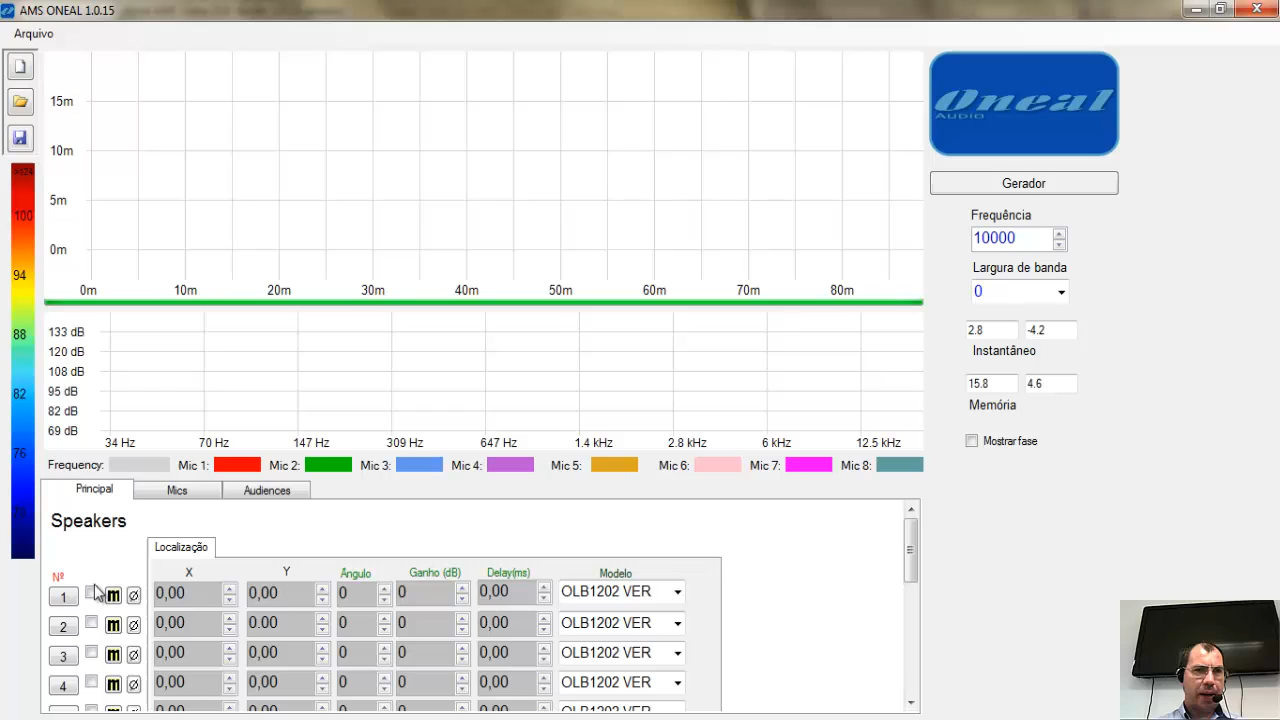 AMS ONEAL 1.0.15
Arquivo
15m
10m
5m
0m
0m 10m 20m 30m 40m 50m 60m 70m 80m
100
94
88
82
76
133 dB
120 dB
108 dB
95 dB
82 dB
69 dB
34 Hz 70 Hz 147 Hz 309 Hz 647 Hz 1.4 kHz 2.8 kHz 6 kHz 12.5 kHz
Frequency: Mic 1: Mic 2: Mic 3: Mic 4: Mic 5: Mic 6: Mic 7: Mic 8:
Principal Mics Audiences
Speakers
Localização
Nº X Y Ângulo Ganho (dB) Delay(ms) Modelo
1 m ø 0,00 0,00 0 0 0,00 OLB1202 VER
2 m ø 0,00 0.00 0 0 0,00 OLB1202 VER
3 m ø 0,00 0,00 0 0 0,00 OLB1202 VER
4 m ø 0,00 0,00 0 0 0,00 OLB1202 VER
Oneal
AUDIO
Gerador
Frequência
10000
Largura de banda
0
2.8 -4.2
Instantâneo
15.8 4.6
Memória
Mostrar fase